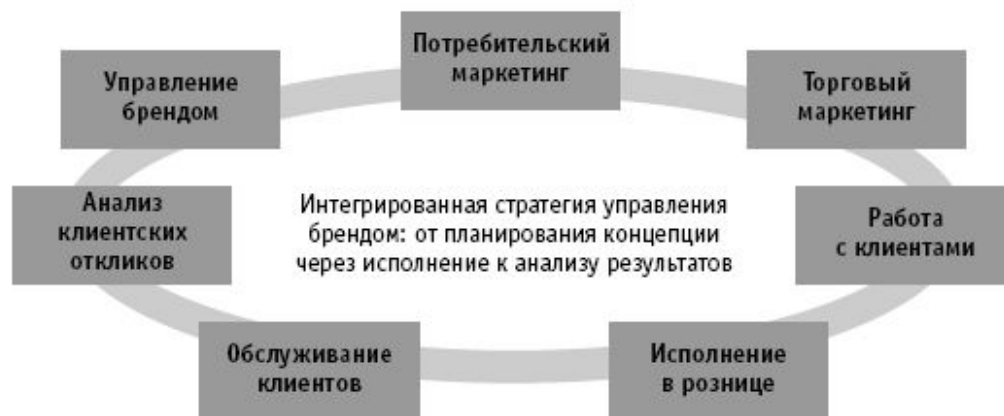 Потребительский
маркетинг
Управление
брендом
Торговый
маркетинг
Анализ
клиентских
откликов
Интегрированная стратегия управления
брендом: от планирования концепции
через исполнение к анализу результатов
Работа
с клиентами
Обслуживание
клиентов
Исполнение
в рознице